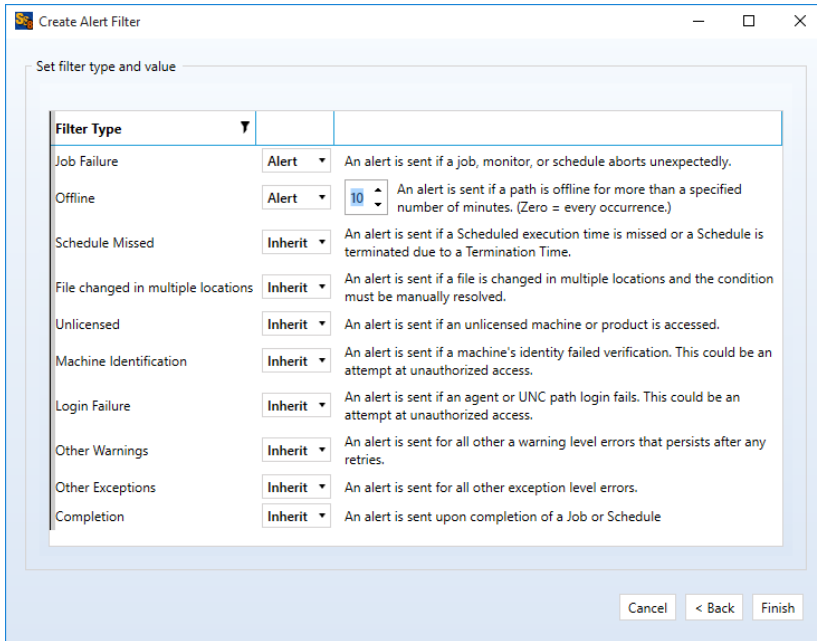 Create Alert Filter
Set filter type and value
Filter Type
Job Failure Alert An alert is sent if a job, monitor, or schedule aborts unexpectedly.
Offline Alert 10 An alert is sent if a path is offline for more than a specified
number of minutes. (Zero = every occurrence.)
Schedule Missed Inherit An alert is sent if a Scheduled execution time is missed or a Schedule is
terminated due to a Termination Time.
File changed in multiple locations Inherit An alert is sent if a file is changed in multiple locations and the condition
must be manually resolved.
Unlicensed Inherit An alert is sent if an unlicensed machine or product is accessed.
Machine Identification Inherit An alert is sent if a machine's identity failed verification. This could be an
attempt at unauthorized access.
Login Failure Inherit An alert is sent if an agent or UNC path login fails. This could be an
attempt at unauthorized access.
Other Warnings Inherit An alert is sent for all other a warning level errors that persists after any
retries.
Other Exceptions Inherit An alert is sent for all other exception level errors.
Completion Inherit An alert is sent upon completion of a Job or Schedule
Cancel < Back Finish